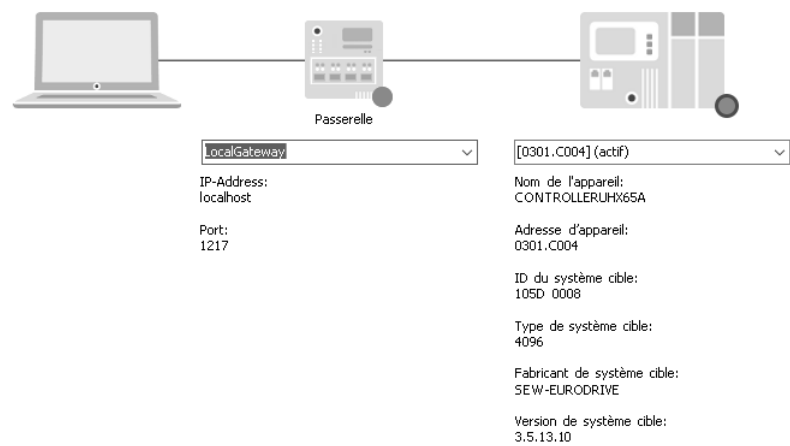 Passerelle
LocalGateway
[0301.C004] (actif)
IP-Address:
localhost
Port:
1217
Nom de l'appareil:
CONTROLLERUHX65A
Adresse d'appareil:
0301.C004
ID du système cible:
105D 0008
Type de système cible:
4096
Fabricant de système cible:
SEW-EURODRIVE
Version de système cible:
3.5.13.10